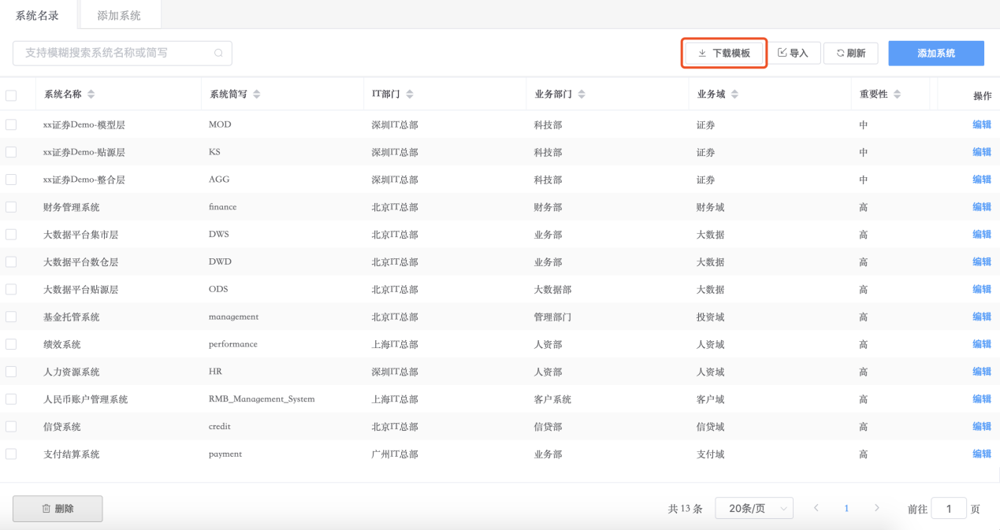 系统名录 添加系统
支持模糊搜索系统名称或简写 下载模板 导入 刷新 添加系统
系统名称 系统简写 IT部门 业务部门 业务域 重要性 操作
xx证券Demo-模型层 MOD 深圳IT总部 科技部 证券 中 编辑
xx证券Demo-贴源层 KS 深圳IT总部 科技部 证券 中 编辑
xx证券Demo-整合层 AGG 深圳IT总部 科技部 证券 中 编辑
财务管理系统 finance 北京IT总部 财务部 财务域 高 编辑
大数据平台集市层 DWS 北京IT总部 业务部 大数据 高 编辑
大数据平台数仓层 DWD 北京IT总部 业务部 大数据 高 编辑
大数据平台贴源层 ODS 北京IT总部 大数据部 大数据 高 编辑
基金托管系统 management 北京IT总部 管理部门 投资域 高 编辑
绩效系统 performance 上海IT总部 人资部 人资域 高 编辑
人力资源系统 HR 深圳IT总部 人资部 人资域 高 编辑
人民币账户管理系统 RMB_Management_System 上海IT总部 客户系统 客户域 高 编辑
信贷系统 credit 北京IT总部 信贷部 信贷域 高 编辑
支付结算系统 payment 广州IT总部 业务部 支付域 高 编辑
删除 共 13 条 20条/页 1 前往 1 页